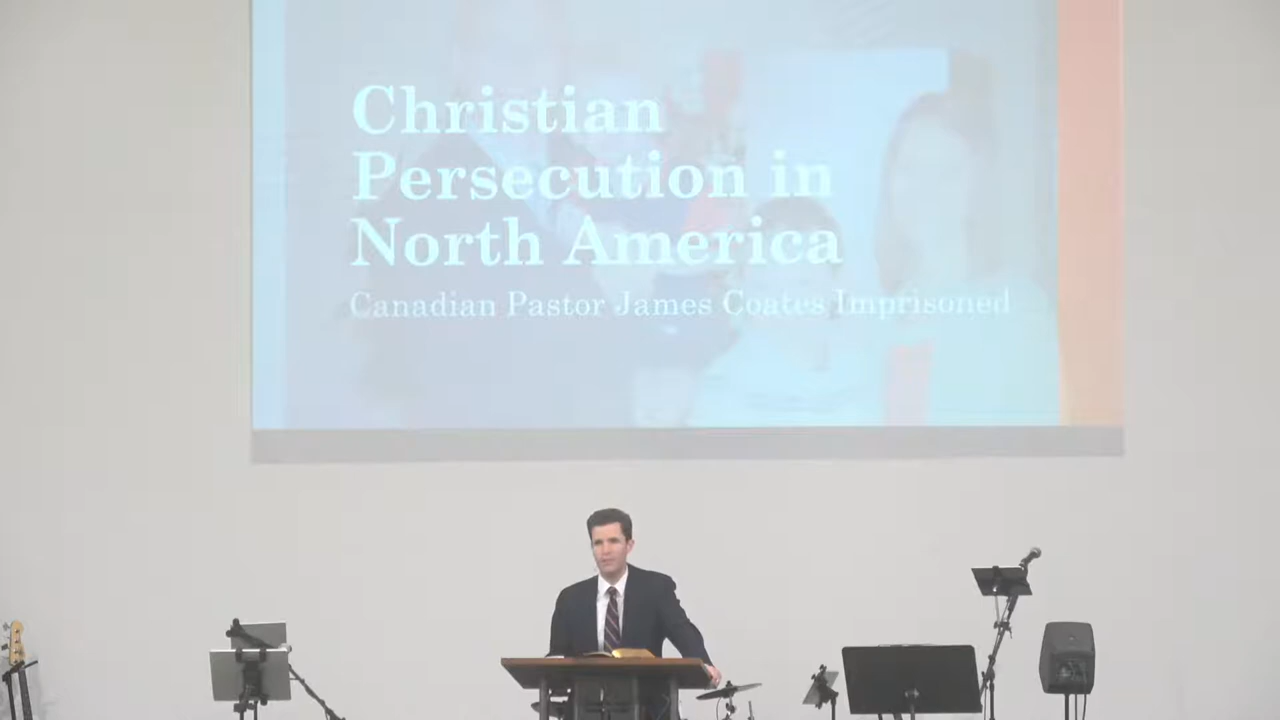 Christian
Persecution in
North America
Canadian Pastor James Coates Imprisoned